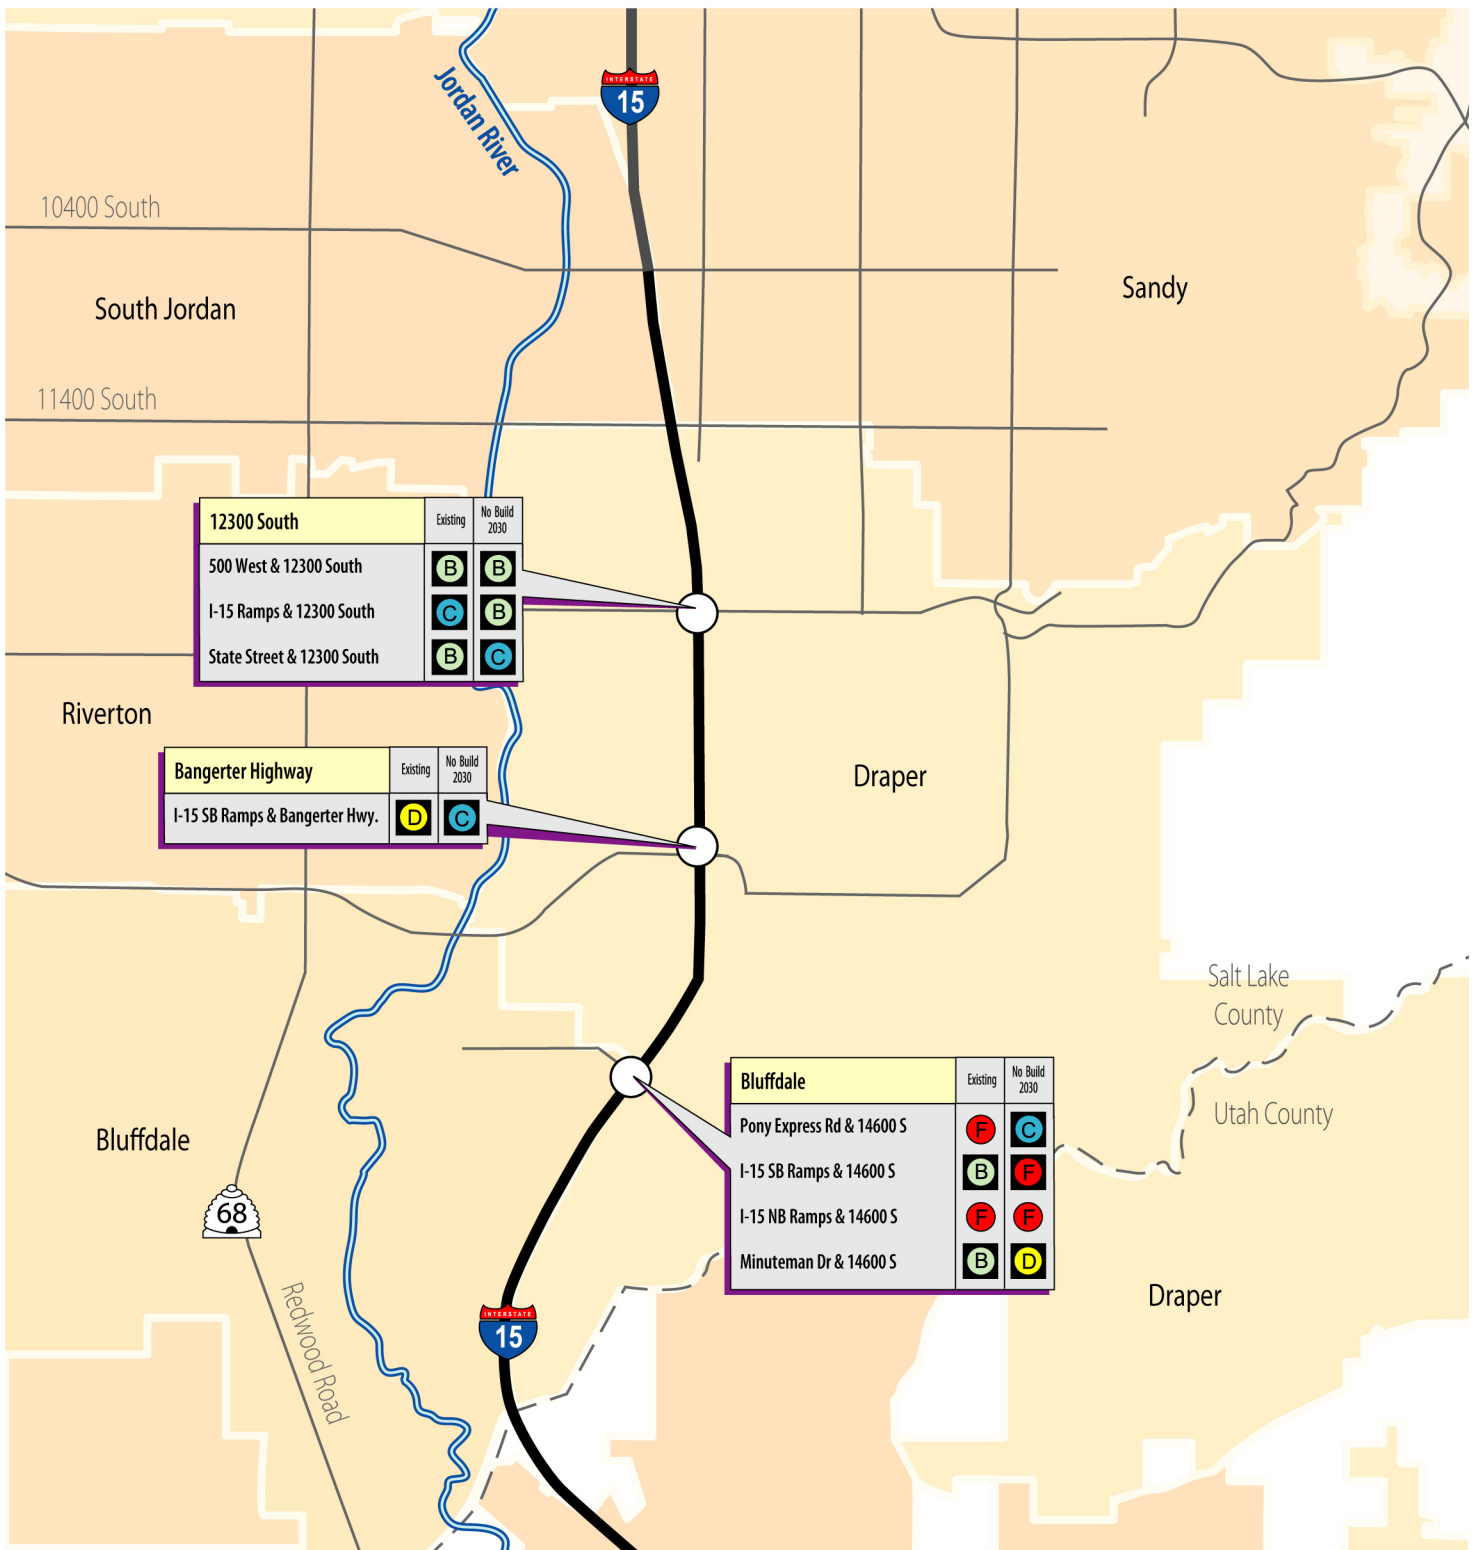 INTERSTATE
15
Jordan River
10400 South
South Jordan
Sandy
11400 South
12300 South Existing No Build 2030
500 West & 12300 South B B
I-15 Ramps & 12300 South C B
State Street & 12300 South B C
Riverton
Bangerter Highway Existing No Build 2030
I-15 SB Ramps & Bangerter Hwy. D C
Draper
Salt Lake
County
Utah County
Bluffdale Existing No Build 2030
Pony Express Rd & 14600 S F C
I-15 SB Ramps & 14600 S B F
I-15 NB Ramps & 14600 S F F
Minuteman Dr & 14600 S B D
Bluffdale
68
Redwood Road
INTERSTATE
15
Draper